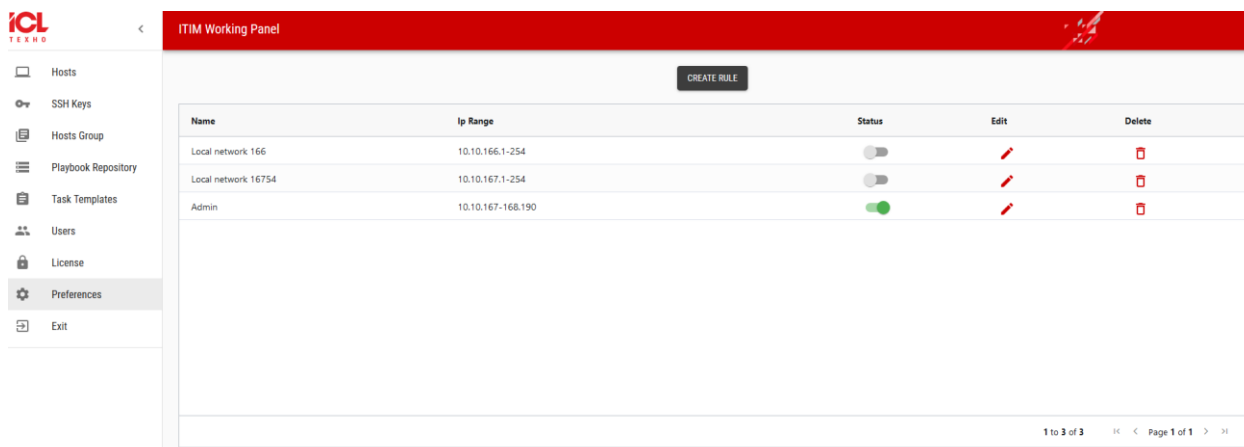 ICL
ТЕХНО
ITIM Working Panel
Hosts
SSH Keys
Hosts Group
Playbook Repository
Task Templates
Users
License
Preferences
Exit
CREATE RULE
Name Ip Range Status Edit Delete
Local network 166 10.10.166.1-254
Local network 16754 10.10.167.1-254
Admin 10.10.167-168.190
1 to 3 of 3 Page 1 of 1